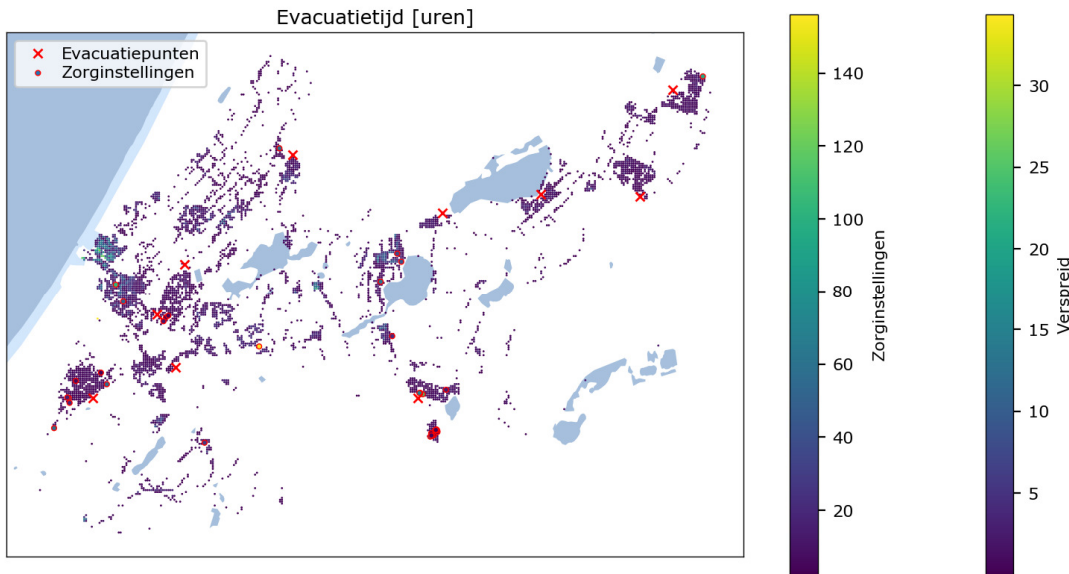 Evacuatietijd [uren]
Evacuatiepunten
Zorginstellingen
140
120
100
80
60
40
20
Zorginstellingen
30
25
20
15
10
5
Verspreid